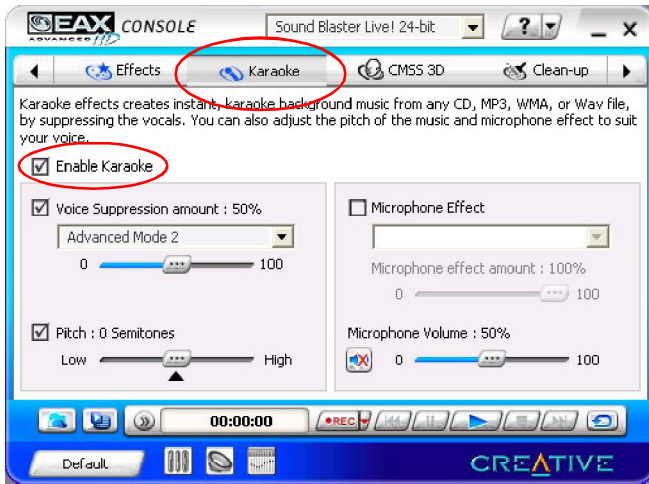 EAX CONSOLE
ADVANCED HD
Sound Blaster Live! 24-bit
?
Effects
Karaoke
CMSS 3D
Clean-up
Karaoke effects creates instant, karaoke background music from any CD, MP3, WMA, or Wav file,
by suppressing the vocals. You can also adjust the pitch of the music and microphone effect to suit
your voice.
Enable Karaoke
Voice Suppression amount : 50%
Advanced Mode 2
0 100
Pitch : 0 Semitones
Low High
Microphone Effect
Microphone effect amount : 100%
0 100
Microphone Volume : 50%
0 100
00:00:00
REC
Default
CREATIVE